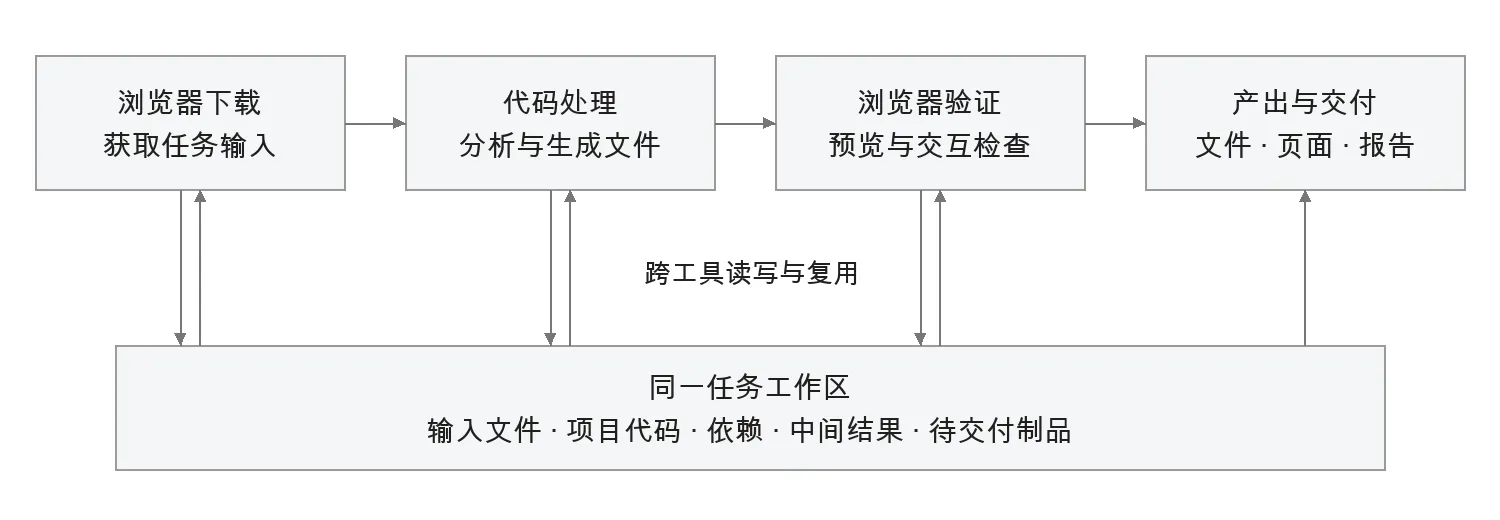 浏览器下载
获取任务输入
代码处理
分析与生成文件
浏览器验证
预览与交互检查
产出与交付
文件 · 页面 · 报告
跨工具读写与复用
同一任务工作区
输入文件 · 项目代码 · 依赖 · 中间结果 · 待交付制品